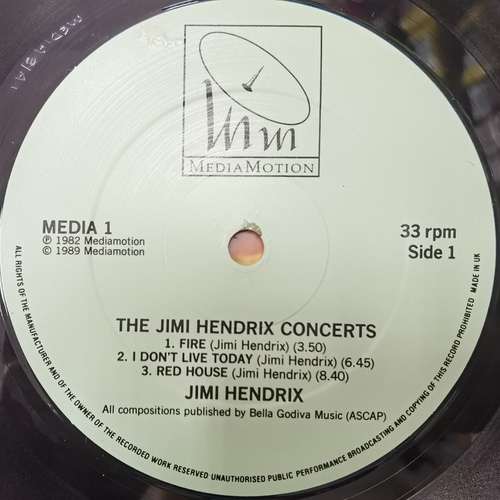 MEDIAMOTION
MEDIA 1
℗ 1982 Mediamotion
© 1989 Mediamotion
33 rpm
Side 1
THE JIMI HENDRIX CONCERTS
1. FIRE (Jimi Hendrix) (3.50)
2. I DON'T LIVE TODAY (Jimi Hendrix) (6.45)
3. RED HOUSE (Jimi Hendrix) (8.40)
JIMI HENDRIX
All compositions published by Bella Godiva Music (ASCAP)
ALL RIGHTS OF THE MANUFACTURER AND OF THE OWNER OF THE RECORDED WORK RESERVED UNAUTHORISED PUBLIC PERFORMANCE BROADCASTING AND COPYING OF THIS RECORD PROHIBITED MADE IN UK